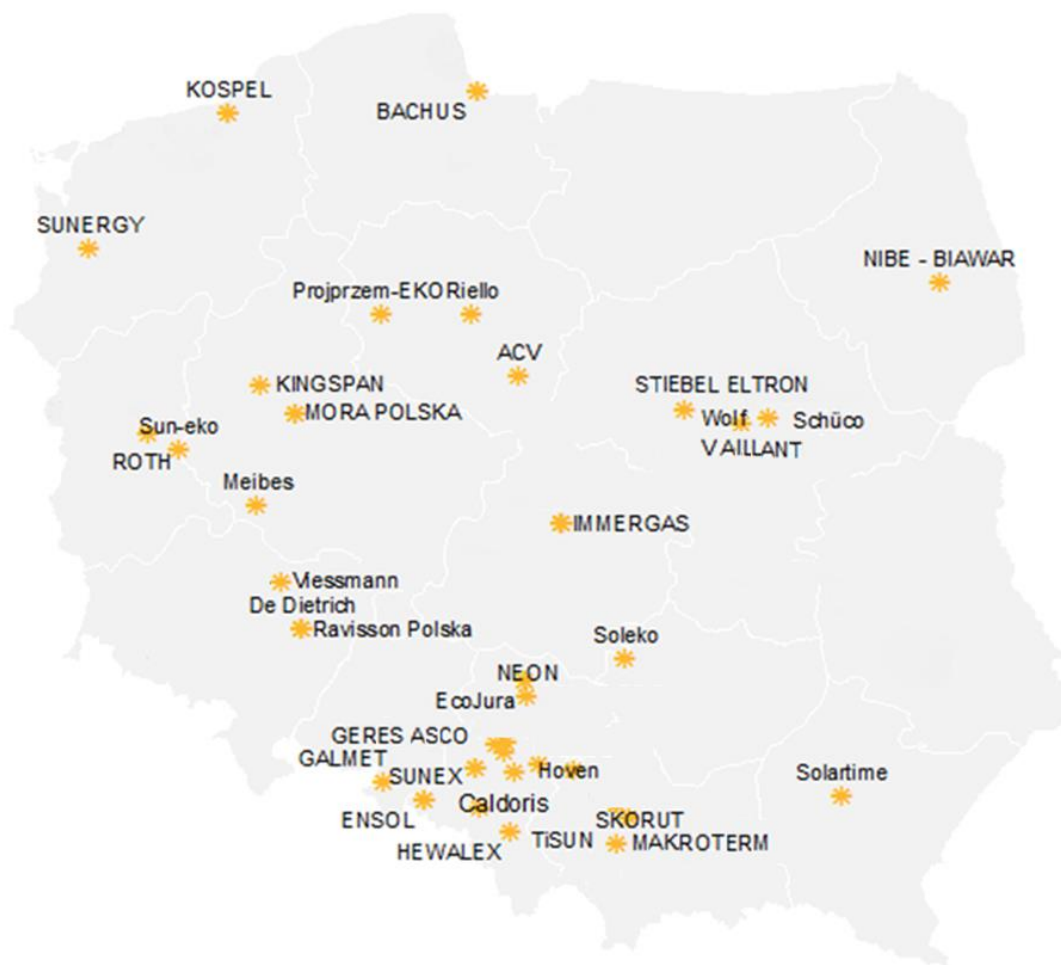 KOSPEL
BACHUS
SUNERGY
NIBE - BIAWAR
Projprzem-EKO
Riello
ACV
KINGSPAN
STIEBEL ELTRON
MORA POLSKA
Wolf
Schüco
Sun-eko
VAILLANT
ROTH
Meibes
IMMERGAS
Viessmann
De Dietrich
Ravisson Polska
Soleko
NEON
EcoJura
GERES ASCO
GALMET
SUNEX
Hoven
Solartime
Caldoris
ENSOL
SKORUT
TiSUN
MAKROTERM
HEWALEX